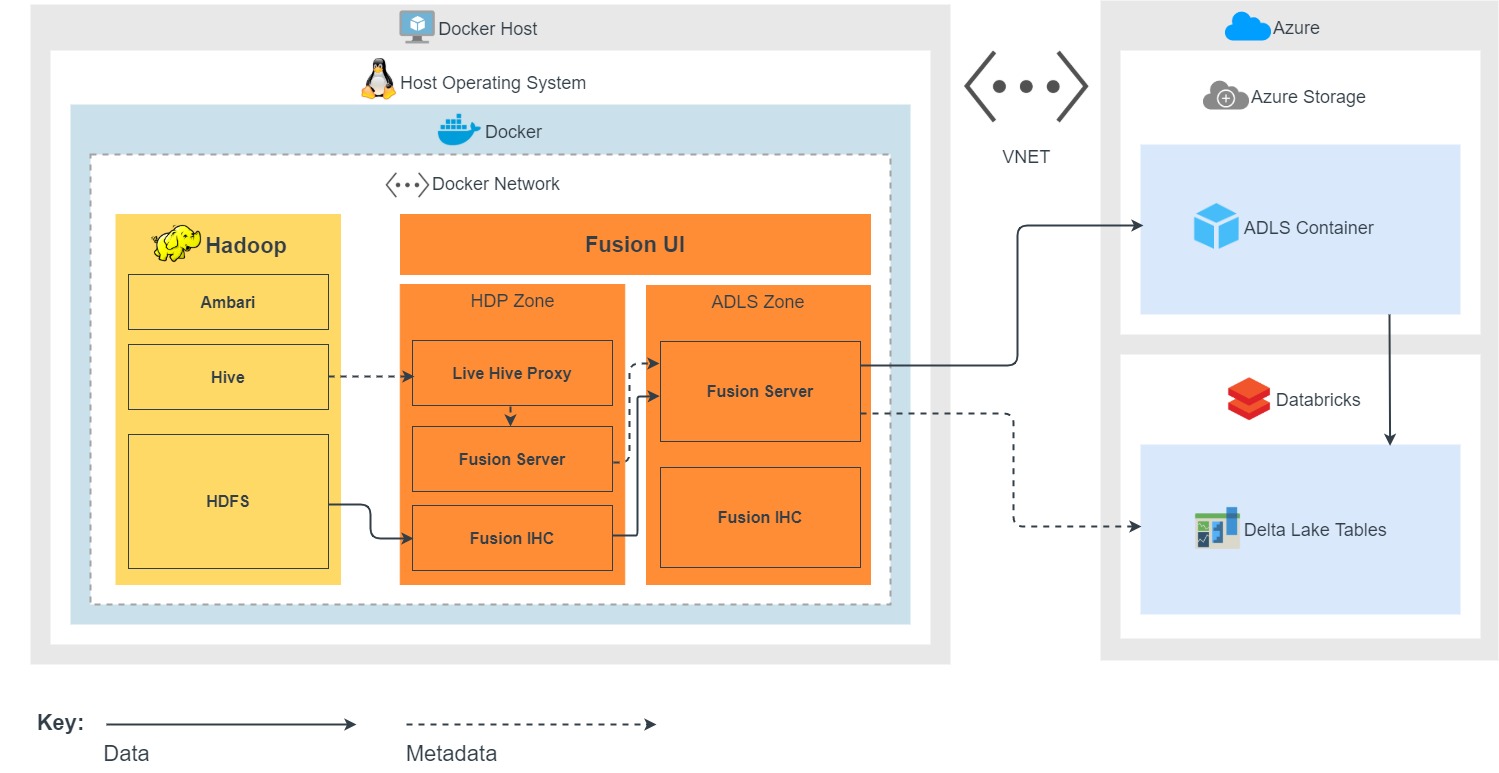 Docker Host
Host Operating System
Docker
Docker Network
Hadoop
Ambari
Hive
HDFS
Fusion UI
HDP Zone
Live Hive Proxy
Fusion Server
Fusion IHC
ADLS Zone
Fusion Server
Fusion IHC
VNET
Azure
Azure Storage
ADLS Container
Databricks
Delta Lake Tables
Key:
Data
Metadata